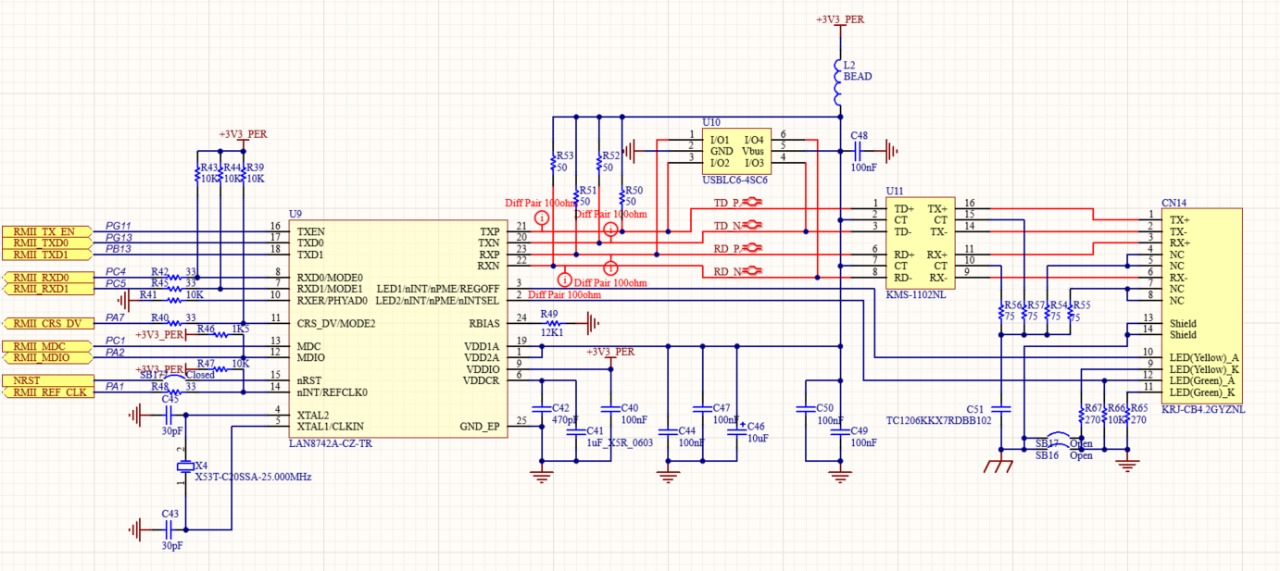 +3V3_PER
L2
BEAD
U10
1 I/O1 I/O4 6
2 GND Vbus 5
3 I/O2 I/O3 4
USBLC6-4SC6
C48
100nF
+3V3_PER
R43
10K
R44
10K
R39
10K
R53
50
R52
50
R51
50
R50
50
Diff Pair 100ohm
Diff Pair 100ohm
Diff Pair 100ohm
Diff Pair 100ohm
TD_P
TD_N
RD_P
RD_N
RMII_TX_EN PG11
RMII_TXD0 PG13
RMII_TXD1 PB13
RMII_RXD0 PC4 R42 33
RMII_RXD1 PC5 R45 33
R41 10K
RMII_CRS_DV PA7 R40 33
+3V3_PER R46 1K5
RMII_MDC PC1
RMII_MDIO PA2
+3V3_PER R47 10K
NRST
Closed
RMII_REF_CLK PA1 R48 33
U9
16 TXEN TXP 21
17 TXD0 TXN 20
18 TXD1 RXP 23
RXN 22
8 RXD0/MODE0
7 RXD1/MODE1 LED1/nINT/nPME/REGOFF 3
10 RXER/PHYAD0 LED2/nINT/nPME/nINTSEL 2
11 CRS_DV/MODE2 RBIAS 24
13 MDC VDD1A 19
12 MDIO VDD2A 1
VDDIO 9
15 nRST VDDCR 6
14 nINT/REFCLK0
4 XTAL2
5 XTAL1/CLKIN GND_EP 25
LAN8742A-CZ-TR
R49
12K1
+3V3_PER
C45
30pF
X4
X53T-C20SSA-25.000MHz
1
2
C43
30pF
C42
470pF
C41
1uF_X5R_0603
C40
100nF
C44
100nF
C47
100nF
C46
10uF
C50
100nF
C49
100nF
U11
1 TD+ TX+ 16
2 CT CT 15
3 TD- TX- 14
6 RD+ RX+ 11
7 CT CT 10
8 RD- RX- 9
KMS-1102NL
R56
75
R57
75
R54
75
R55
75
C51
TC1206KKX7RDBB102
CN14
1 TX+
2 TX-
3 RX+
4 NC
5 NC
6 RX-
7 NC
8 NC
13 Shield
14 Shield
10 LED(Yellow)_A
9 LED(Yellow)_K
12 LED(Green)_A
11 LED(Green)_K
KRJ-CB4.2GYZNL
R67
270
R66
10K
R65
270
SB17 Open
SB16 Open